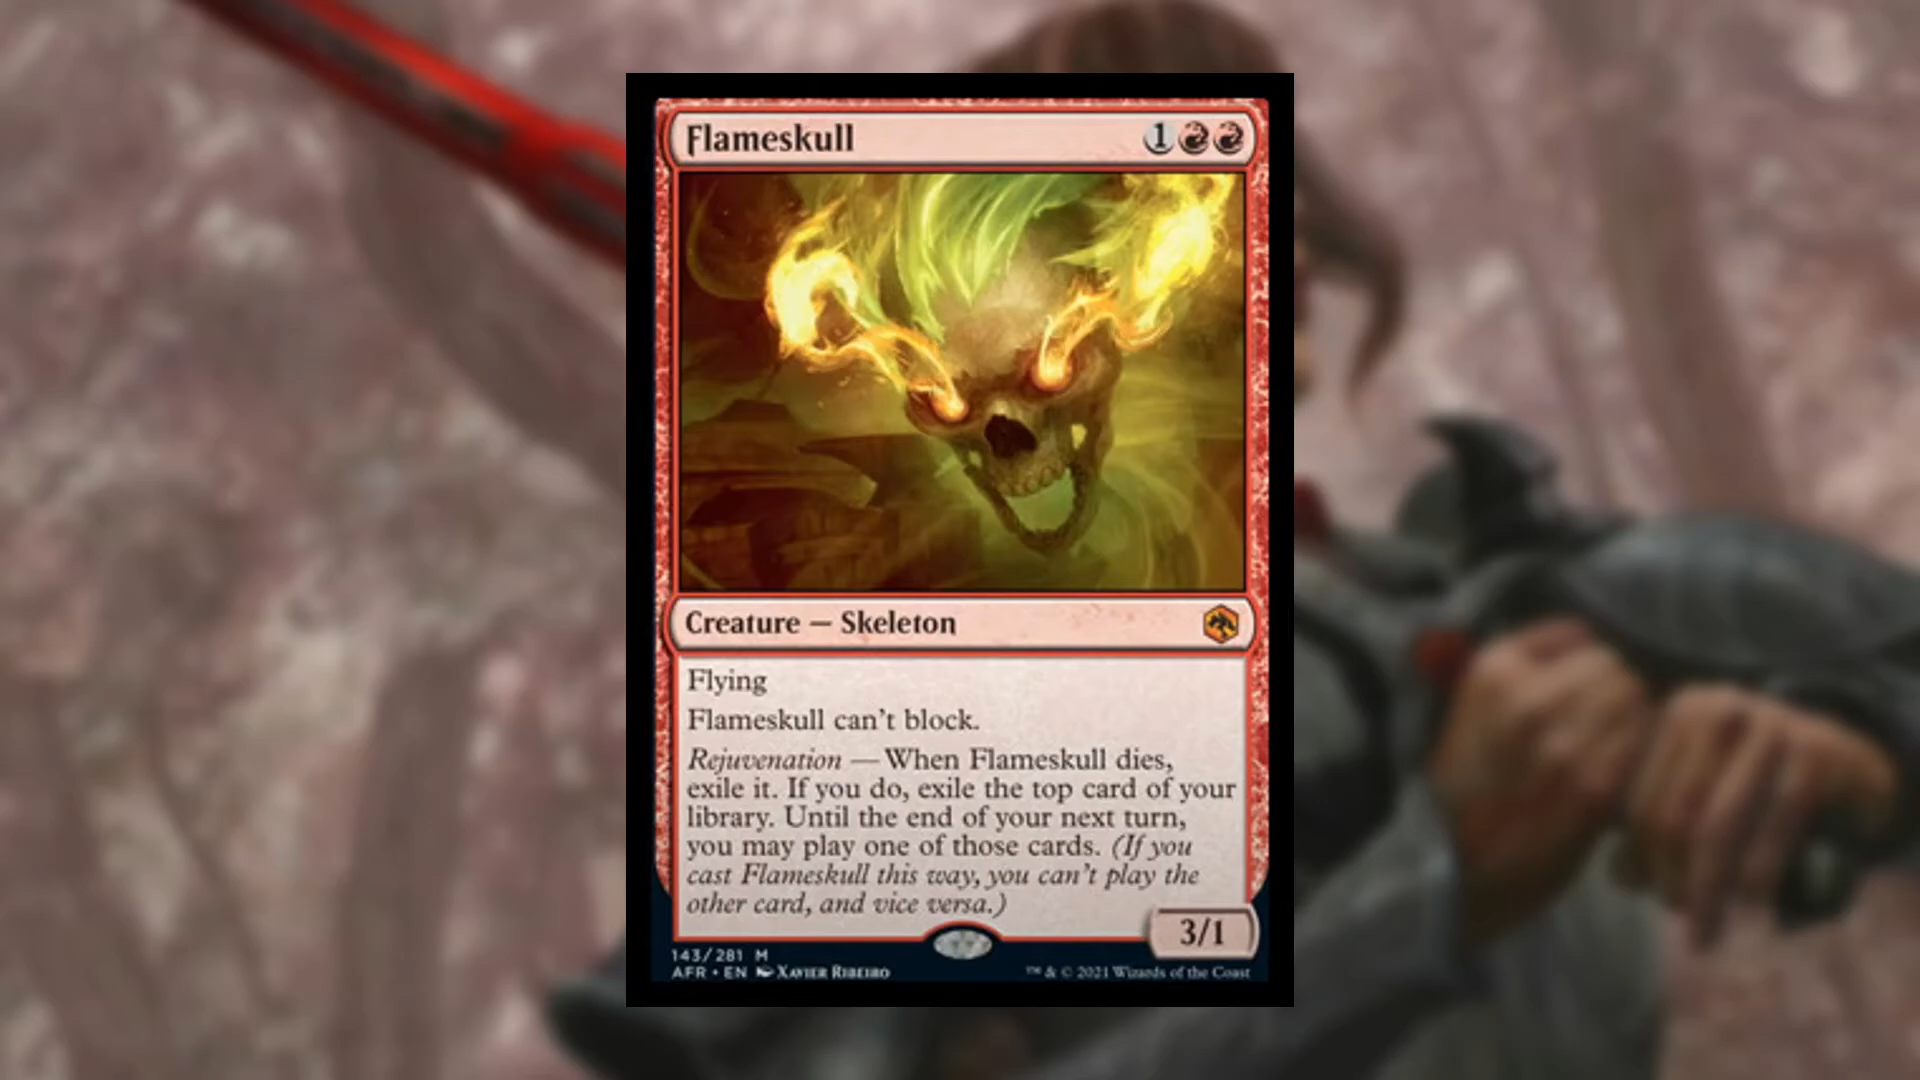 Flameskull 1
Creature — Skeleton
Flying
Flameskull can't block.
Rejuvenation — When Flameskull dies,
exile it. If you do, exile the top card of your
library. Until the end of your next turn,
you may play one of those cards. (If you
cast Flameskull this way, you can't play the
other card, and vice versa.)
3/1
143/281 M
AFR • EN Xavier Ribeiro
™ & © 2021 Wizards of the Coast